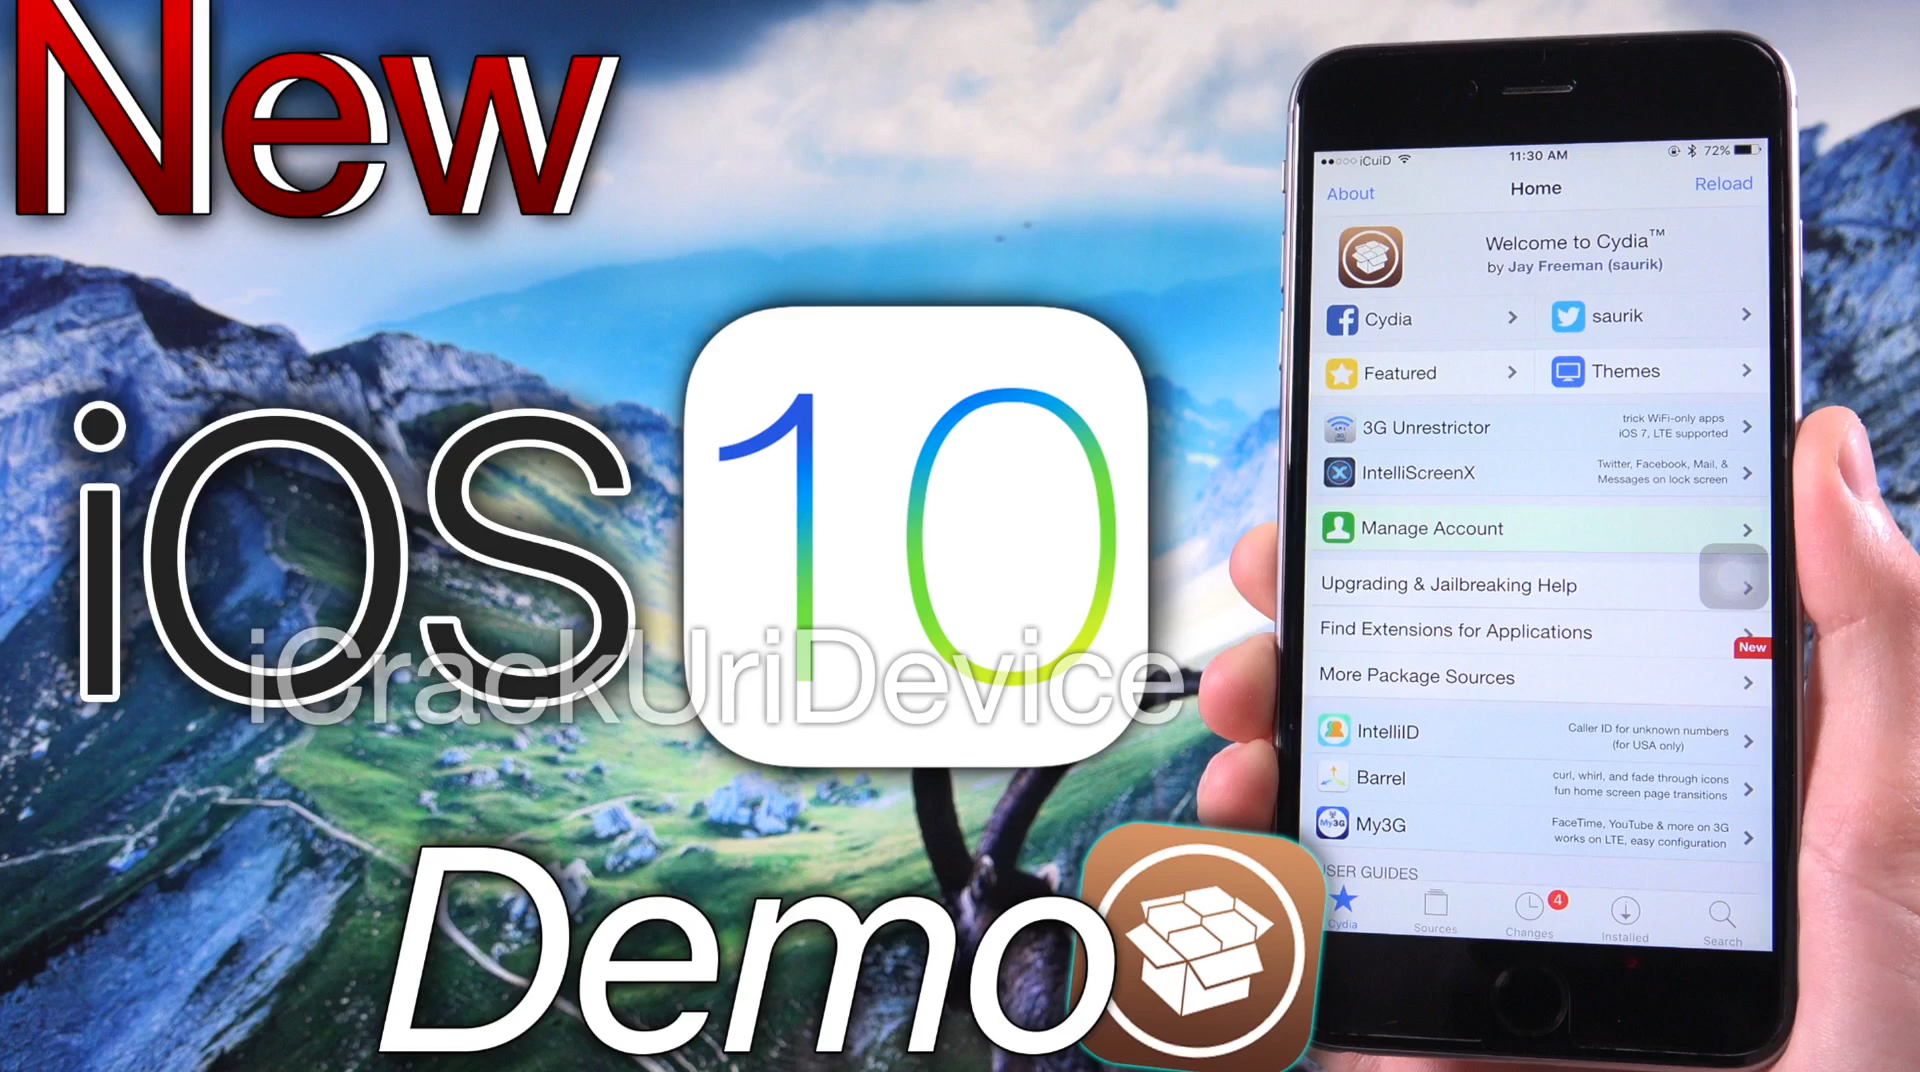 New
iOS
10
iCrackUriDevice
Demo
iCuiD
11:30 AM
72%
About
Home
Reload
Welcome to Cydia™
by Jay Freeman (saurik)
Cydia
saurik
Featured
Themes
3G Unrestrictor
trick WiFi-only apps
iOS 7, LTE supported
IntelliScreenX
Twitter, Facebook, Mail, &
Messages on lock screen
Manage Account
Upgrading & Jailbreaking Help
Find Extensions for Applications
New
More Package Sources
IntelliID
Caller ID for unknown numbers
(for USA only)
Barrel
curl, whirl, and fade through icons
fun home screen page transitions
My3G
My3G
FaceTime, YouTube & more on 3G
works on LTE, easy configuration
USER GUIDES
4
Cydia
Sources
Changes
Installed
Search